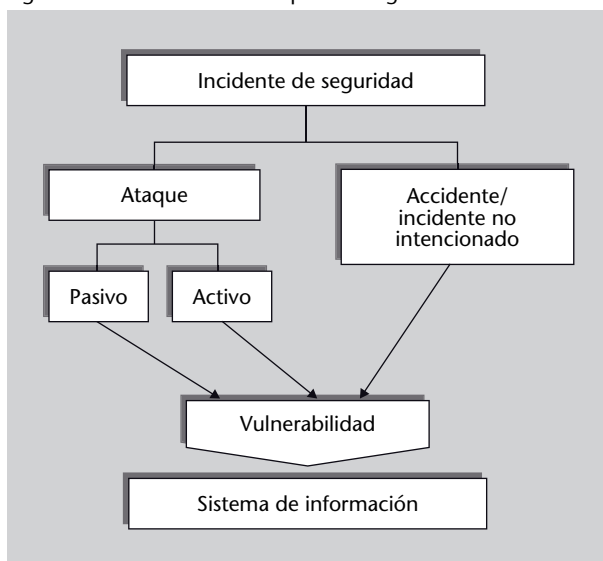 Incidente de seguridad
Ataque
Accidente/
incidente no
intencionado
Pasivo
Activo
Vulnerabilidad
Sistema de información